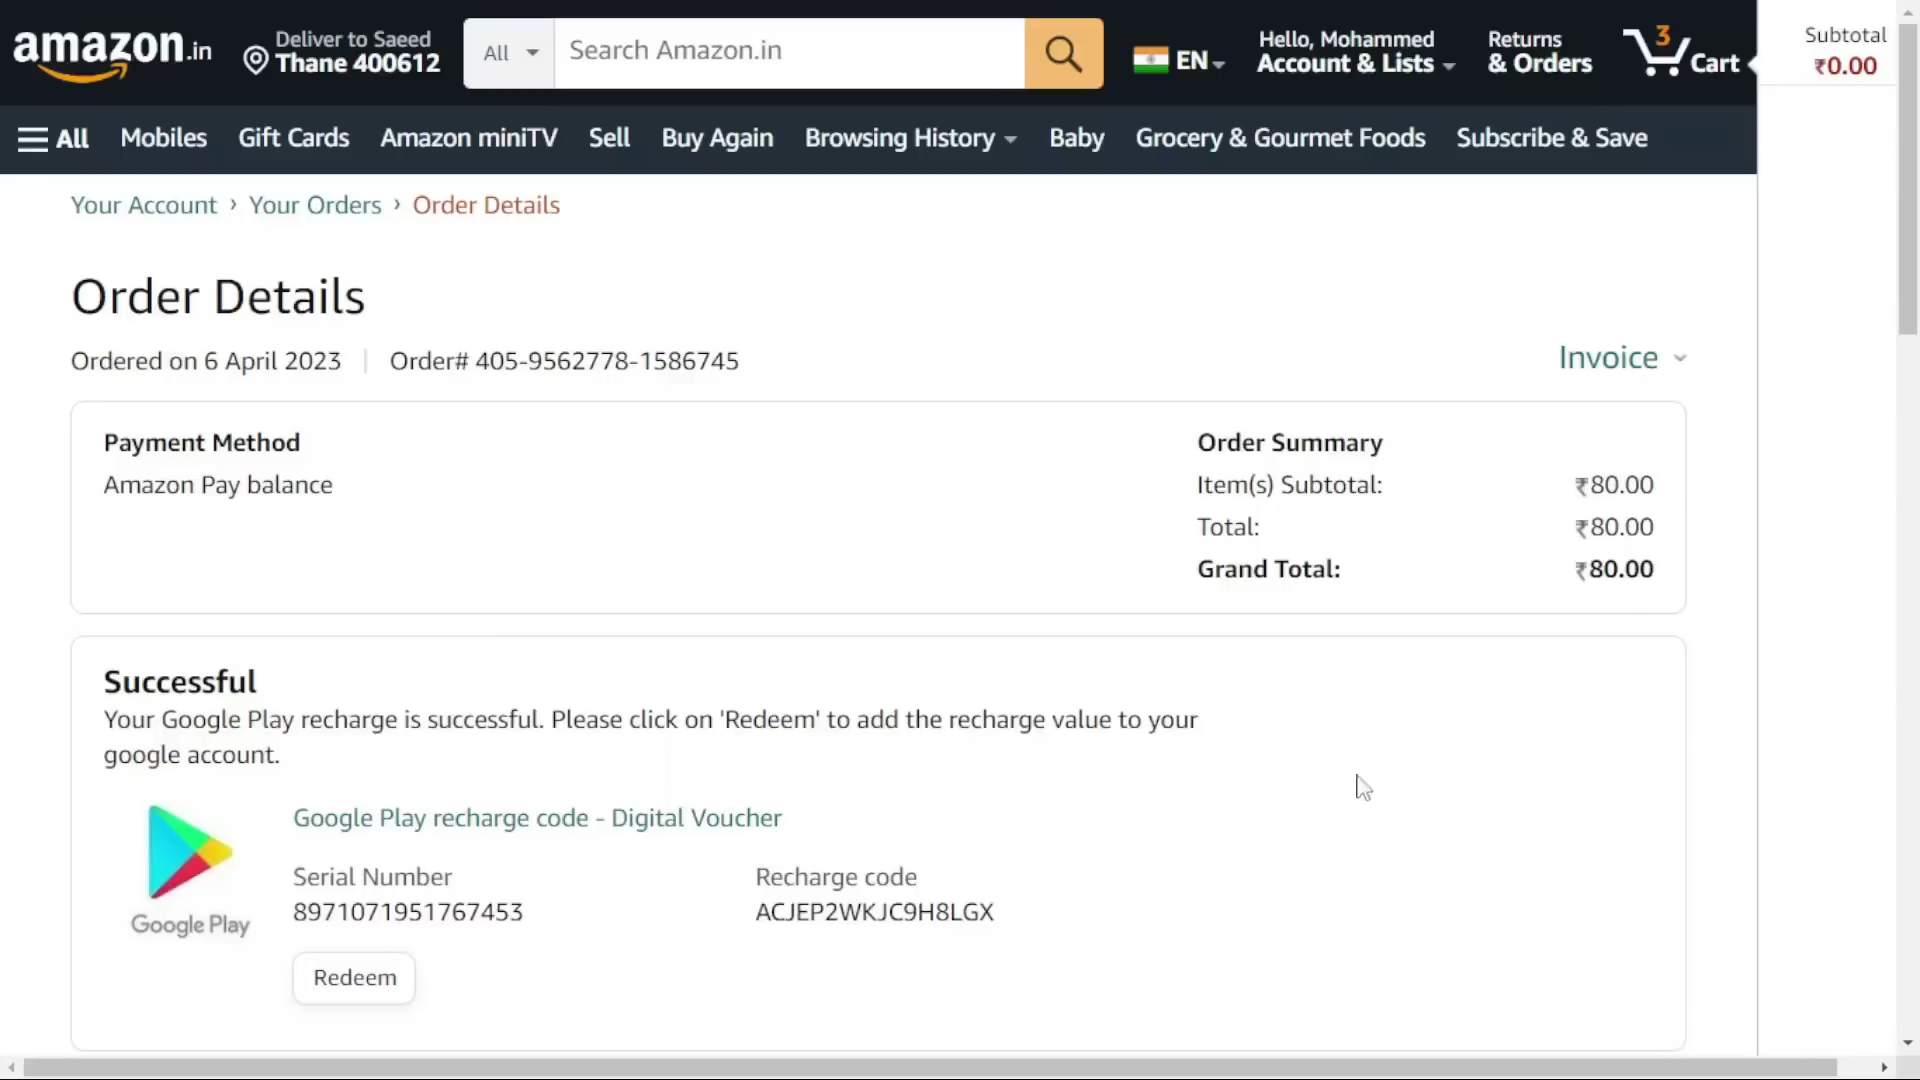 amazon.in
Deliver to Saeed
Thane 400612
All
Search Amazon.in
EN
Hello, Mohammed
Account & Lists
Returns
& Orders
3
Cart
Subtotal
₹0.00
All
Mobiles
Gift Cards
Amazon miniTV
Sell
Buy Again
Browsing History
Baby
Grocery & Gourmet Foods
Subscribe & Save
Your Account › Your Orders › Order Details
Order Details
Ordered on 6 April 2023 | Order# 405-9562778-1586745
Invoice
Payment Method
Amazon Pay balance
Order Summary
Item(s) Subtotal: ₹80.00
Total: ₹80.00
Grand Total: ₹80.00
Successful
Your Google Play recharge is successful. Please click on 'Redeem' to add the recharge value to your
google account.
Google Play
Google Play recharge code - Digital Voucher
Serial Number
8971071951767453
Recharge code
ACJEP2WKJC9H8LGX
Redeem